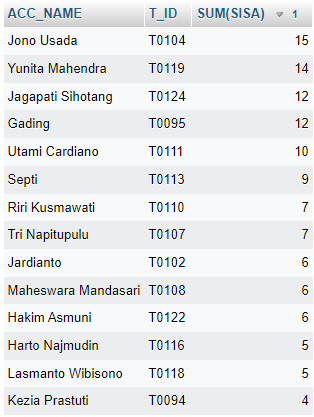 ACC_NAME T_ID SUM(SISA) 1
Jono Usada T0104 15
Yunita Mahendra T0119 14
Jagapati Sihotang T0124 12
Gading T0095 12
Utami Cardiano T0111 10
Septi T0113 9
Riri Kusmawati T0110 7
Tri Napitupulu T0107 7
Jardianto T0102 6
Maheswara Mandasari T0108 6
Hakim Asmuni T0122 6
Harto Najmudin T0116 5
Lasmanto Wibisono T0118 5
Kezia Prastuti T0094 4